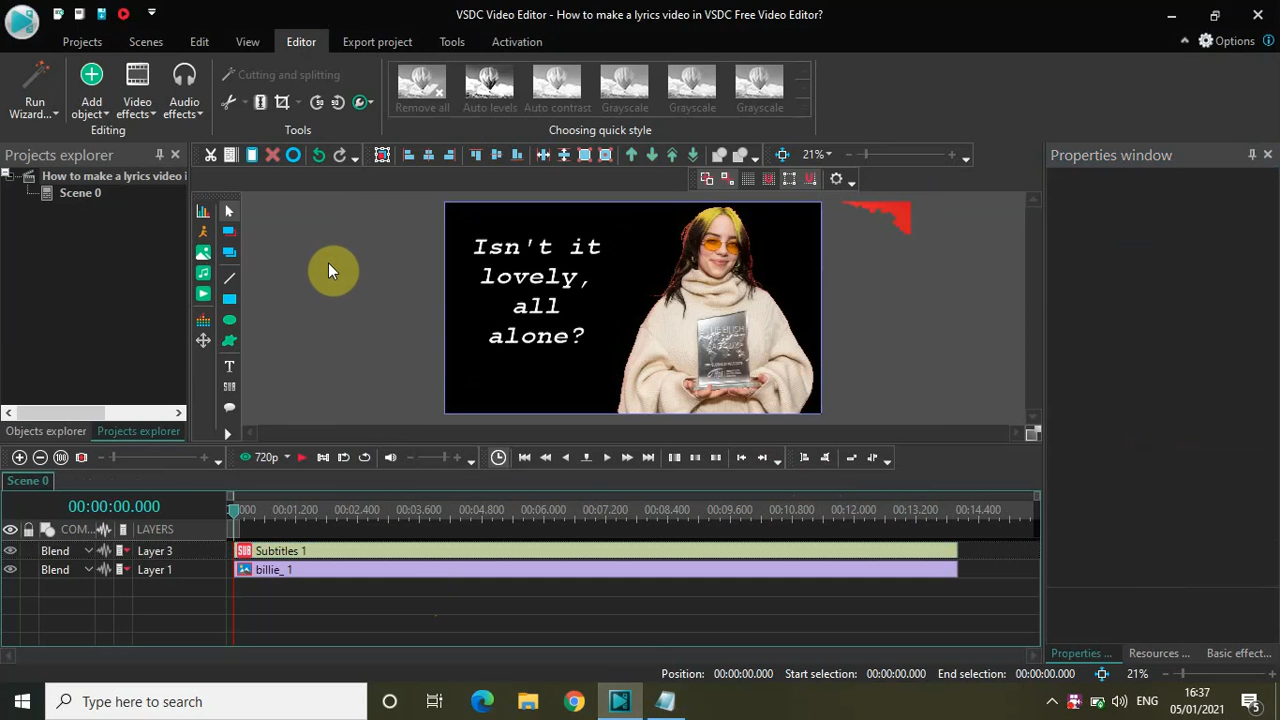 VSDC Video Editor - How to make a lyrics video in VSDC Free Video Editor?
Projects Scenes Edit View Editor Export project Tools Activation
Options
Run Wizard...
Add object
Video effects
Audio effects
Editing
Cutting and splitting
Tools
Remove all Auto levels Auto contrast Grayscale Grayscale Grayscale
Choosing quick style
Projects explorer
Properties window
21%
How to make a lyrics video i
Scene 0
Isn't it
lovely,
all
alone?
T
SUB
Objects explorer Projects explorer
720p
Scene 0
00:00:00.000
000 00:01.200 00:02.400 00:03.600 00:04.800 00:06.000 00:07.200 00:08.400 00:09.600 00:10.800 00:12.000 00:13.200 00:14.400
COM... LAYERS
Blend Layer 3 SUB Subtitles 1
Blend Layer 1 billie_ 1
Properties ... Resources ... Basic effect...
Position: 00:00:00.000 Start selection: 00:00:00.000 End selection: 00:00:00.000 21%
Type here to search
ENG
16:37
05/01/2021
5